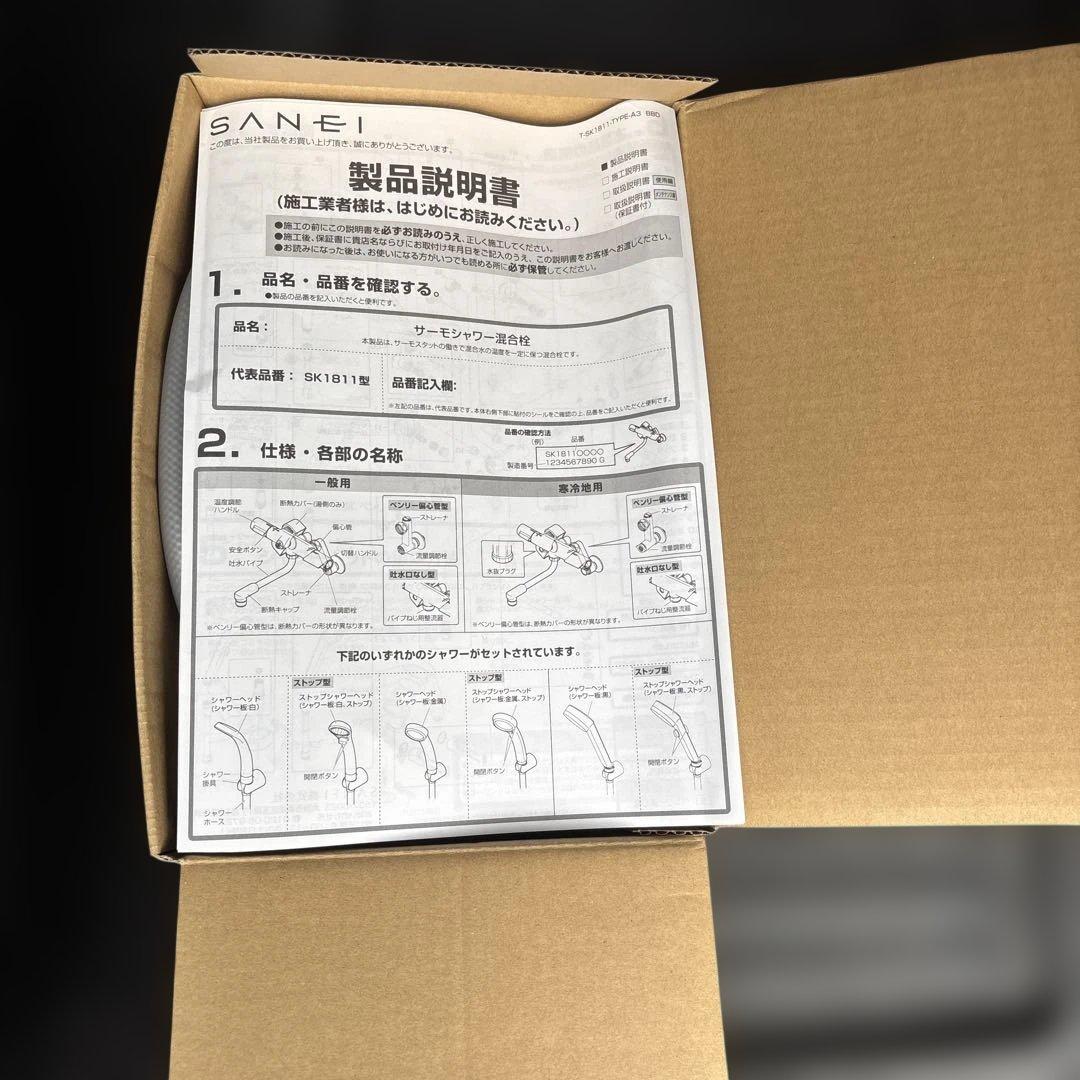 SANEI
T-SK1811-TYPE-A3 BBD
この度は、当社製品をお買い上げ頂き、誠にありがとうございます。
■製品説明書
□施工説明書
□取扱説明書 使用編
□取扱説明書 メンテナンス編
(保証書付)
製品説明書
(施工業者様は、はじめにお読みください。)
●施工の前にこの説明書を必ずお読みのうえ、正しく施工してください。
●施工後、保証書に貴店名ならびにお取付け年月日をご記入のうえ、この説明書をお客様へお渡しください。
●お読みになった後は、お使いになる方がいつでも読める所に必ず保管してください。
1. 品名・品番を確認する。
●製品の品番を記入いただくと便利です。
品名: サーモシャワー混合栓
本製品は、サーモスタットの働きで混合水の温度を一定に保つ混合栓です。
代表品番: SK1811型
品番記入欄:
※左記の品番は、代表品番です。本体右側下部に貼付のシールをご確認の上、品番をご記入いただくと便利です。
2. 仕様・各部の名称
品番の確認方法
(例) 品番
SK1811○○○○
製造番号 1234567890 G
一般用
温度調節
ハンドル
断熱カバー(湯側のみ)
偏心管
安全ボタン
切替ハンドル
吐水パイプ
ストレーナ
断熱キャップ
流量調節栓
ベンリー偏心管型
ストレーナ
流量調節栓
吐水口なし型
パイプねじ用整流器
※ベンリー偏心管型は、断熱カバーの形状が異なります。
寒冷地用
水抜プラグ
ベンリー偏心管型
ストレーナ
流量調節栓
吐水口なし型
パイプねじ用整流器
※ベンリー偏心管型は、断熱カバーの形状が異なります。
下記のいずれかのシャワーがセットされています。
シャワーヘッド
(シャワー板:白)
シャワー
掛具
シャワー
ホース
ストップ型
ストップシャワーヘッド
(シャワー板:白、ストップ)
開閉ボタン
シャワーヘッド
(シャワー板:金属)
ストップ型
ストップシャワーヘッド
(シャワー板:金属、ストップ)
開閉ボタン
シャワーヘッド
(シャワー板:黒)
ストップ型
ストップシャワーヘッド
(シャワー板:黒、ストップ)
開閉ボタン